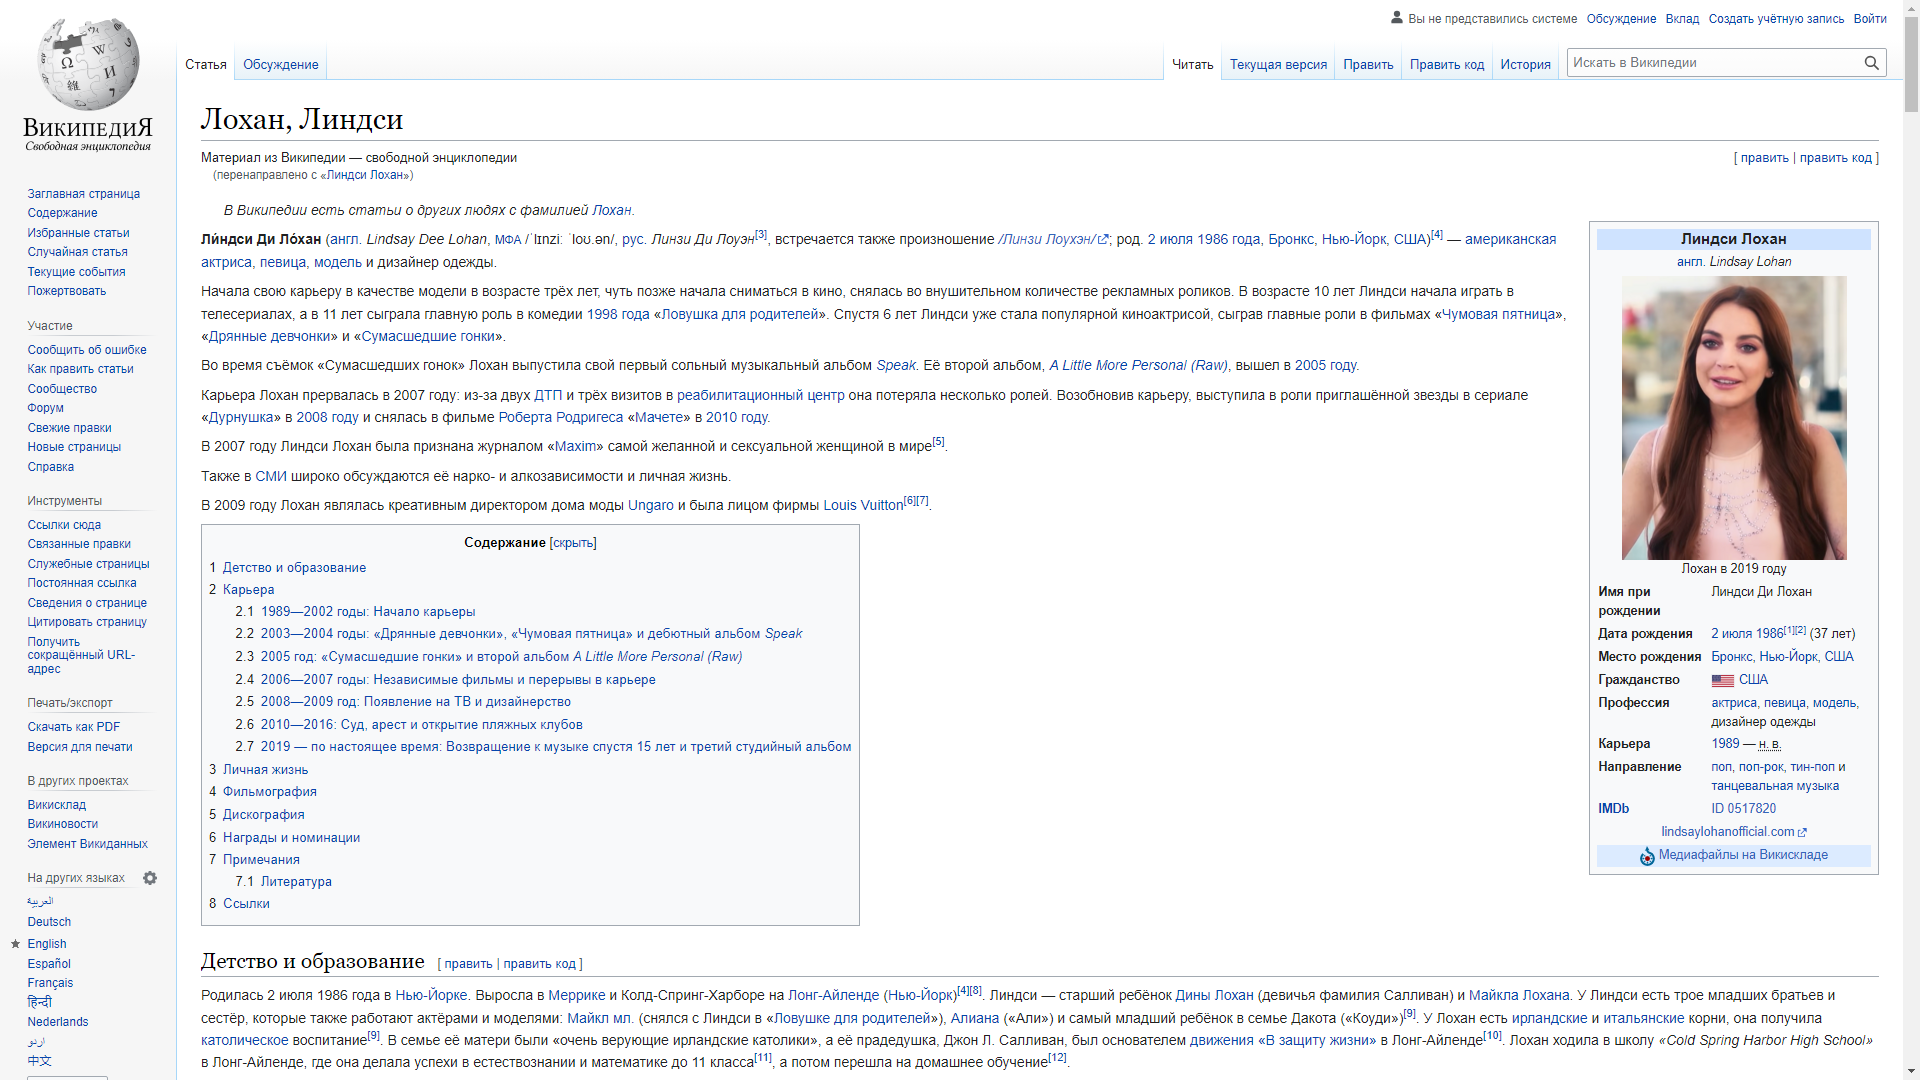 Вы не представились системе Обсуждение Вклад Создать учётную запись Войти
Статья Обсуждение Читать Текущая версия Править Править код История Искать в Википедии
ВИКИПЕДИЯ
Свободная энциклопедия
Заглавная страница
Содержание
Избранные статьи
Случайная статья
Текущие события
Пожертвовать
Участие
Сообщить об ошибке
Как править статьи
Сообщество
Форум
Свежие правки
Новые страницы
Справка
Инструменты
Ссылки сюда
Связанные правки
Служебные страницы
Постоянная ссылка
Сведения о странице
Цитировать страницу
Получить
сокращённый URL-
адрес
Печать/экспорт
Скачать как PDF
Версия для печати
В других проектах
Викисклад
Викиновости
Элемент Викиданных
На других языках
العربية
Deutsch
English
Español
Français
हिन्दी
Nederlands
اردو
中文
Лохан, Линдси
Материал из Википедии — свободной энциклопедии [ править | править код ]
(перенаправлено с «Линдси Лохан»)
В Википедии есть статьи о других людях с фамилией Лохан.
Ли́ндси Ди Ло́хан (англ. Lindsay Dee Lohan, МФА /ˈlɪnziː ˈloʊ.ən/, рус. Линзи Ди Лоуэн[3], встречается также произношение /Линзи Лоухэн/; род. 2 июля 1986 года, Бронкс, Нью-Йорк, США)[4] — американская
актриса, певица, модель и дизайнер одежды.
Начала свою карьеру в качестве модели в возрасте трёх лет, чуть позже начала сниматься в кино, снялась во внушительном количестве рекламных роликов. В возрасте 10 лет Линдси начала играть в
телесериалах, а в 11 лет сыграла главную роль в комедии 1998 года «Ловушка для родителей». Спустя 6 лет Линдси уже стала популярной киноактрисой, сыграв главные роли в фильмах «Чумовая пятница»,
«Дрянные девчонки» и «Сумасшедшие гонки».
Во время съёмок «Сумасшедших гонок» Лохан выпустила свой первый сольный музыкальный альбом Speak. Её второй альбом, A Little More Personal (Raw), вышел в 2005 году.
Карьера Лохан прервалась в 2007 году: из-за двух ДТП и трёх визитов в реабилитационный центр она потеряла несколько ролей. Возобновив карьеру, выступила в роли приглашённой звезды в сериале
«Дурнушка» в 2008 году и снялась в фильме Роберта Родригеса «Мачете» в 2010 году.
В 2007 году Линдси Лохан была признана журналом «Maxim» самой желанной и сексуальной женщиной в мире[5].
Также в СМИ широко обсуждаются её нарко- и алкозависимости и личная жизнь.
В 2009 году Лохан являлась креативным директором дома моды Ungaro и была лицом фирмы Louis Vuitton[6][7].
Содержание [скрыть]
1 Детство и образование
2 Карьера
2.1 1989—2002 годы: Начало карьеры
2.2 2003—2004 годы: «Дрянные девчонки», «Чумовая пятница» и дебютный альбом Speak
2.3 2005 год: «Сумасшедшие гонки» и второй альбом A Little More Personal (Raw)
2.4 2006—2007 годы: Независимые фильмы и перерывы в карьере
2.5 2008—2009 год: Появление на ТВ и дизайнерство
2.6 2010—2016: Суд, арест и открытие пляжных клубов
2.7 2019 — по настоящее время: Возвращение к музыке спустя 15 лет и третий студийный альбом
3 Личная жизнь
4 Фильмография
5 Дискография
6 Награды и номинации
7 Примечания
7.1 Литература
8 Ссылки
Линдси Лохан
англ. Lindsay Lohan
Лохан в 2019 году
Имя при рождении Линдси Ди Лохан
Дата рождения 2 июля 1986[1][2] (37 лет)
Место рождения Бронкс, Нью-Йорк, США
Гражданство США
Профессия актриса, певица, модель,
дизайнер одежды
Карьера 1989 — н. в.
Направление поп, поп-рок, тин-поп и
танцевальная музыка
IMDb ID 0517820
lindsaylohanofficial.com
Медиафайлы на Викискладе
Детство и образование [ править | править код ]
Родилась 2 июля 1986 года в Нью-Йорке. Выросла в Меррике и Колд-Спринг-Харборе на Лонг-Айленде (Нью-Йорк)[4][8]. Линдси — старший ребёнок Дины Лохан (девичья фамилия Салливан) и Майкла Лохана. У Линдси есть трое младших братьев и
сестёр, которые также работают актёрами и моделями: Майкл мл. (снялся с Линдси в «Ловушке для родителей»), Алиана («Али») и самый младший ребёнок в семье Дакота («Коуди»)[9]. У Лохан есть ирландские и итальянские корни, она получила
католическое воспитание[9]. В семье её матери были «очень верующие ирландские католики», а её прадедушка, Джон Л. Салливан, был основателем движения «В защиту жизни» в Лонг-Айленде[10]. Лохан ходила в школу «Cold Spring Harbor High School»
в Лонг-Айленде, где она делала успехи в естествознании и математике до 11 класса[11], а потом перешла на домашнее обучение[12].